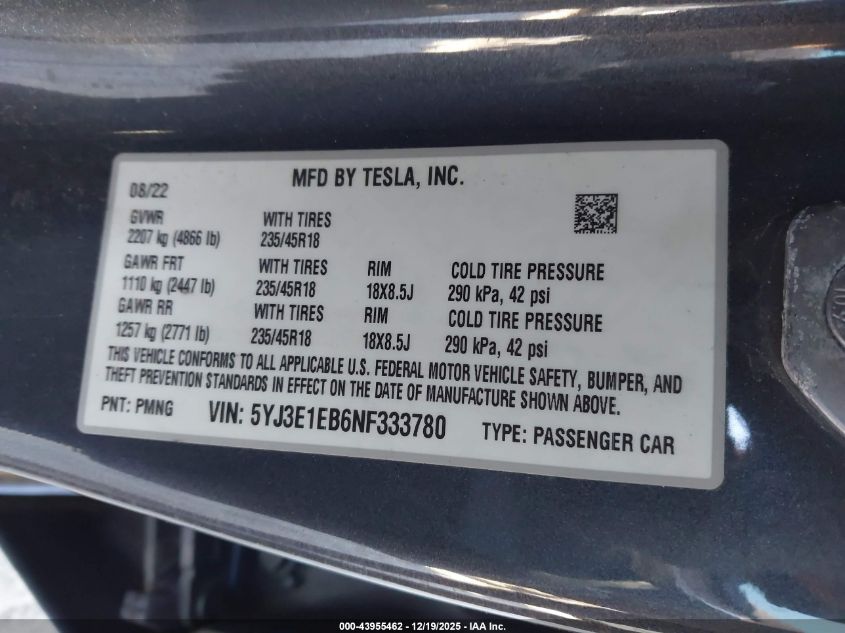 08/22 MFD BY TESLA, INC.
GVWR WITH TIRES
2207 kg (4866 lb) 235/45R18
GAWR FRT WITH TIRES RIM COLD TIRE PRESSURE
1110 kg (2447 lb) 235/45R18 18X8.5J 290 kPa, 42 psi
GAWR RR WITH TIRES RIM COLD TIRE PRESSURE
1257 kg (2771 lb) 235/45R18 18X8.5J 290 kPa, 42 psi
THIS VEHICLE CONFORMS TO ALL APPLICABLE U.S. FEDERAL MOTOR VEHICLE SAFETY, BUMPER, AND
THEFT PREVENTION STANDARDS IN EFFECT ON THE DATE OF MANUFACTURE SHOWN ABOVE.
PNT: PMNG VIN: 5YJ3E1EB6NF333780 TYPE: PASSENGER CAR
000-43955462 - 12/19/2025 - IAA Inc.